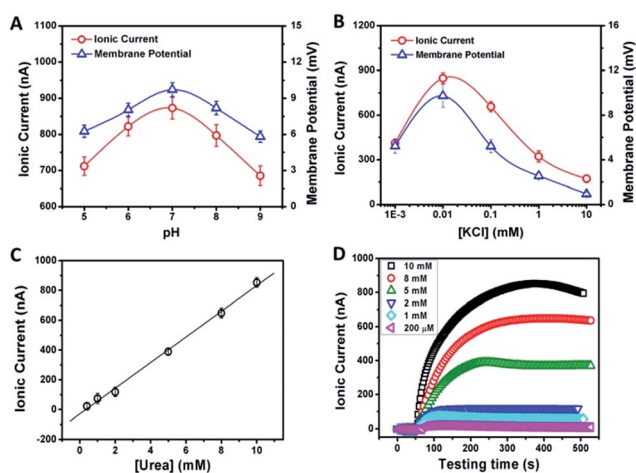 A
Ionic Current
Membrane Potential
Ionic Current (nA)
1100
1000
900
800
700
600
Membrane Potential (mV)
15
12
9
6
3
0
5 6 7 8 9
pH
B
Ionic Current
Membrane Potential
Ionic Current (nA)
1200
900
600
300
0
Membrane Potential (mV)
16
12
8
4
0
1E-3 0.01 0.1 1 10
[KCl] (mM)
C
Ionic Current (nA)
1000
800
600
400
200
0
-200
0 2 4 6 8 10
[Urea] (mM)
D
10 mM
8 mM
5 mM
2 mM
1 mM
200 µM
Ionic Current (nA)
1000
800
600
400
200
0
0 100 200 300 400 500
Testing time (s)